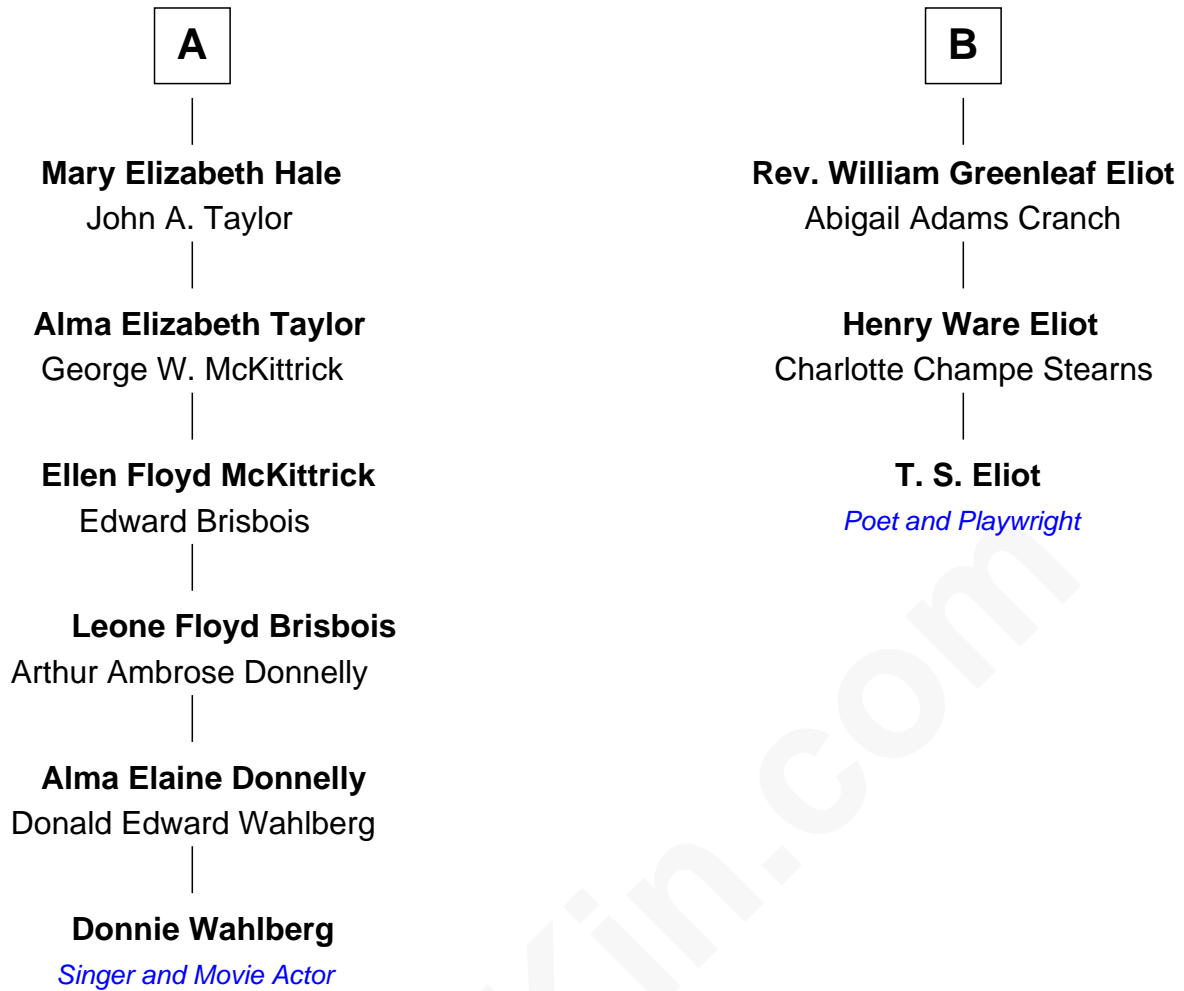 A
Mary Elizabeth Hale
John A. Taylor
Alma Elizabeth Taylor
George W. McKittrick
Ellen Floyd McKittrick
Edward Brisbois
Leone Floyd Brisbois
Arthur Ambrose Donnelly
Alma Elaine Donnelly
Donald Edward Wahlberg
Donnie Wahlberg
Singer and Movie Actor
B
Rev. William Greenleaf Eliot
Abigail Adams Cranch
Henry Ware Eliot
Charlotte Champe Stearns
T. S. Eliot
Poet and Playwright